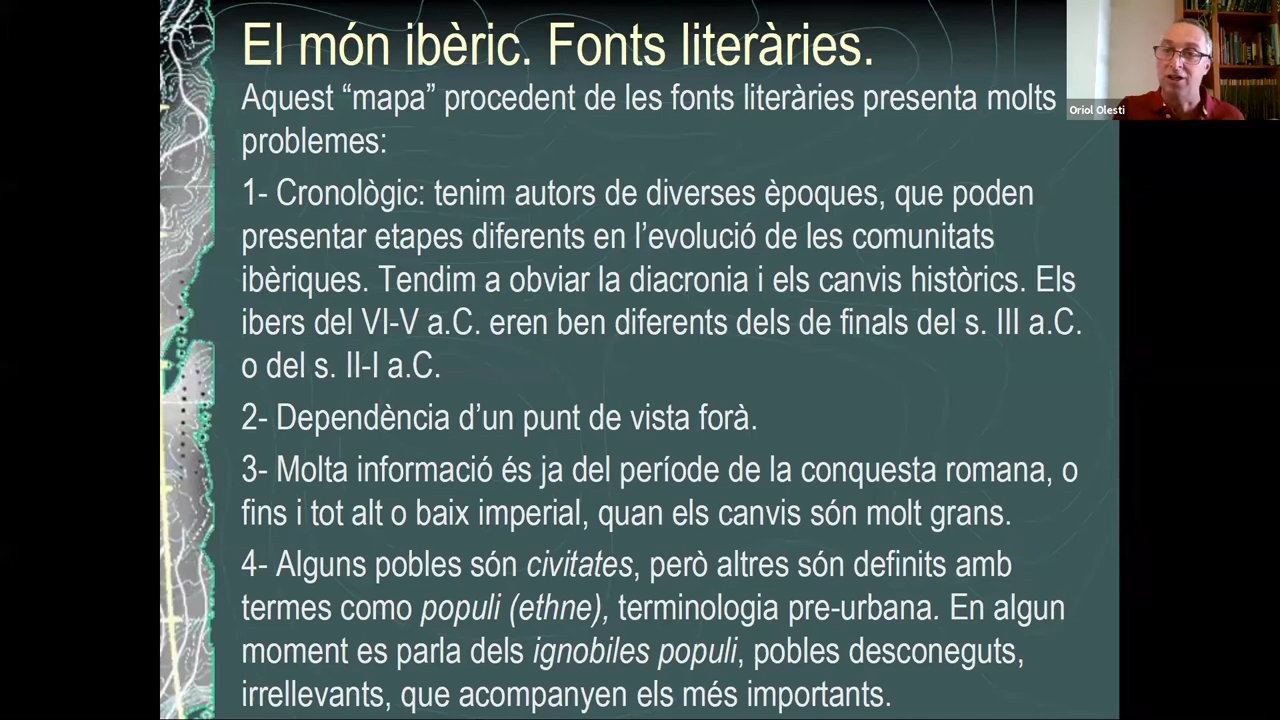 El món ibèric. Fonts literàries.
Aquest “mapa” procedent de les fonts literàries presenta molts
problemes:
1- Cronològic: tenim autors de diverses èpoques, que poden
presentar etapes diferents en l’evolució de les comunitats
ibèriques. Tendim a obviar la diacronia i els canvis històrics. Els
ibers del VI-V a.C. eren ben diferents dels de finals del s. III a.C.
o del s. II-I a.C.
2- Dependència d’un punt de vista forà.
3- Molta informació és ja del període de la conquesta romana, o
fins i tot alt o baix imperial, quan els canvis són molt grans.
4- Alguns pobles són civitates, però altres són definits amb
termes como populi (ethne), terminologia pre-urbana. En algun
moment es parla dels ignobiles populi, pobles desconeguts,
irrellevants, que acompanyen els més importants.
Oriol Olesti